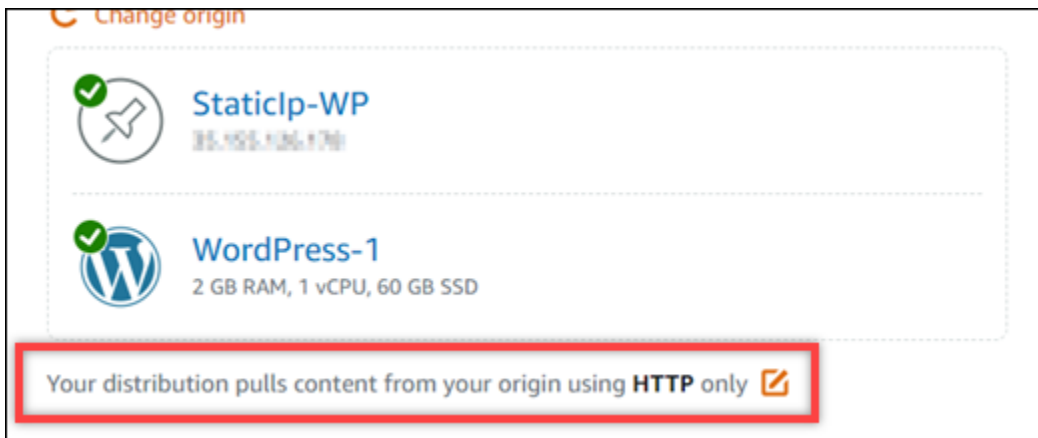 Change origin
StaticIp-WP
WordPress-1
2 GB RAM, 1 vCPU, 60 GB SSD
Your distribution pulls content from your origin using HTTP only